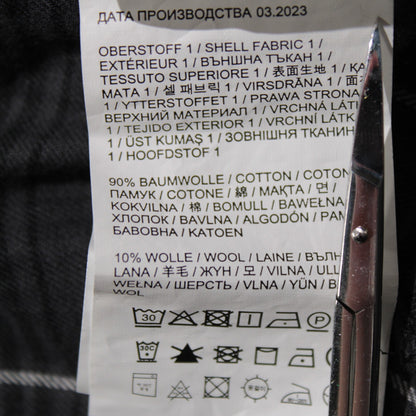 ДАТА ПРОИЗВОДСТВА 03.2023
OBERSTOFF 1 / SHELL FABRIC 1 /
EXTÉRIEUR 1 / ВЪНШНА ТЪКАН 1 /
TESSUTO SUPERIORE 1 / 表面生地 1 /
MATA 1 / 셸 패브릭 1 / VIRSDRĀNA 1 / 面
1 / YTTERSTOFFET 1 / PRAWA STRONA
ВЕРХНИЙ МАТЕРИАЛ 1 / VRCHNÁ LÁTK
1 / TEJIDO EXTERIOR 1 / VRCHNÍ LÁTK
1 / ÜST KUMAŞ 1 / ЗОВНІШНЯ ТКАНИН
1 / HOOFDSTOF 1
90% BAUMWOLLE / COTTON / COTON
ПАМУК / COTONE / 綿 / МАҚТА / 면 /
KOKVILNA / 棉 / BOMULL / BAWEŁNA
ХЛОПОК / BAVLNA / ALGODÓN / PAM
БАВОВНА / KATOEN
10% WOLLE / WOOL / LAINE / ВЪЛН
LANA / 羊毛 / ЖҮН / 모 / VILNA / ULL
WEŁNA / ШЕРСТЬ / VLNA / YÜN / В
WOL
30
P
30C